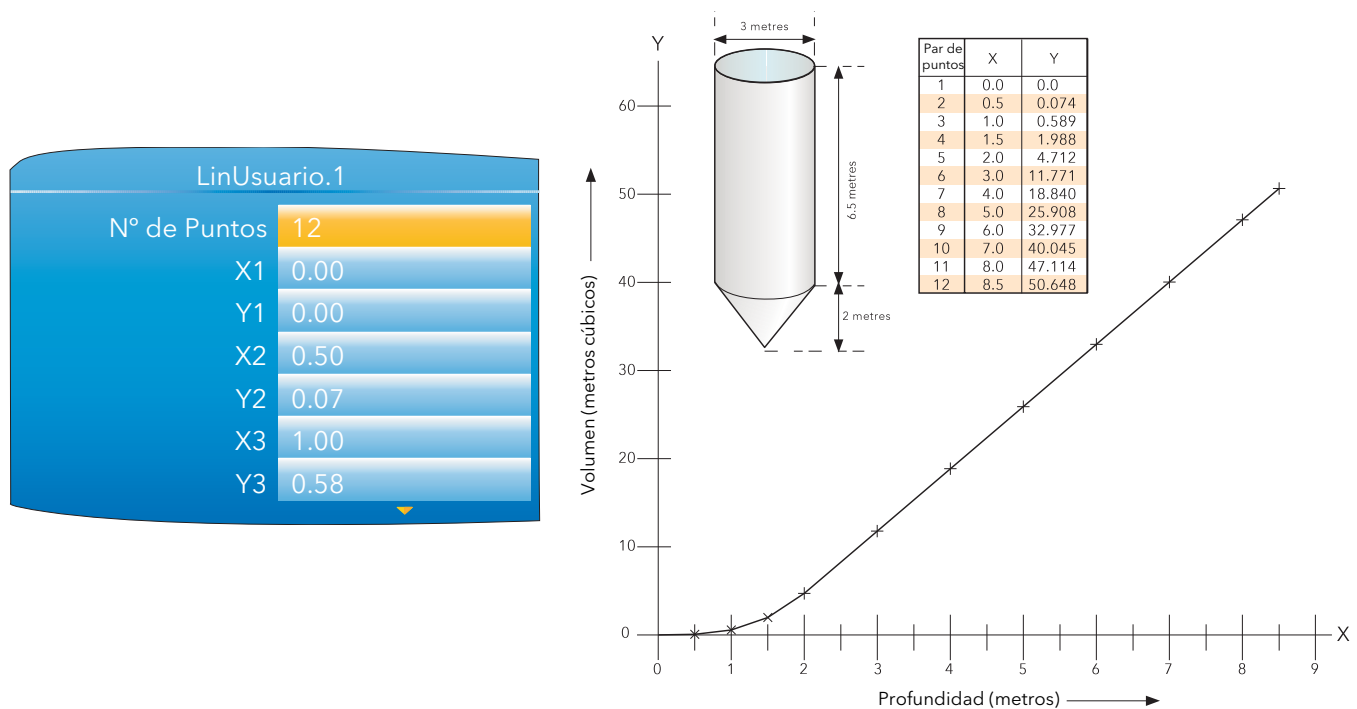 LinUsuario.1
Nº de Puntos 12
X1 0.00
Y1 0.00
X2 0.50
Y2 0.07
X3 1.00
Y3 0.58
Y
60
50
40
30
20
10
0
Volumen (metros cúbicos)
3 metres
6.5 metres
2 metres
Par de puntos X Y
1 0.0 0.0
2 0.5 0.074
3 1.0 0.589
4 1.5 1.988
5 2.0 4.712
6 3.0 11.771
7 4.0 18.840
8 5.0 25.908
9 6.0 32.977
10 7.0 40.045
11 8.0 47.114
12 8.5 50.648
X
0 1 2 3 4 5 6 7 8 9
Profundidad (metros)